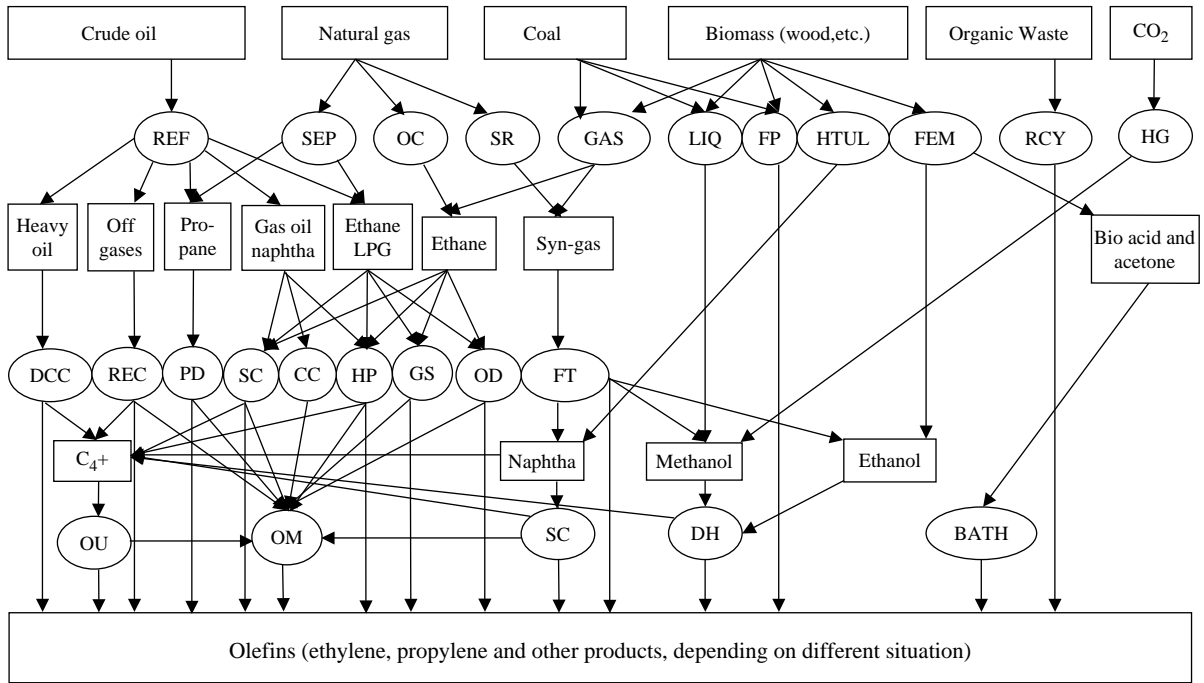 Crude oil
Natural gas
Coal
Biomass (wood,etc.)
Organic Waste
CO₂
REF
SEP
OC
SR
GAS
LIQ
FP
HTUL
FEM
RCY
HG
Heavy
oil
Off
gases
Pro-
pane
Gas oil
naphtha
Ethane
LPG
Ethane
Syn-gas
Bio acid and
acetone
DCC
REC
PD
SC
CC
HP
GS
OD
FT
C₄+
Naphtha
Methanol
Ethanol
OU
OM
SC
DH
BATH
Olefins (ethylene, propylene and other products, depending on different situation)